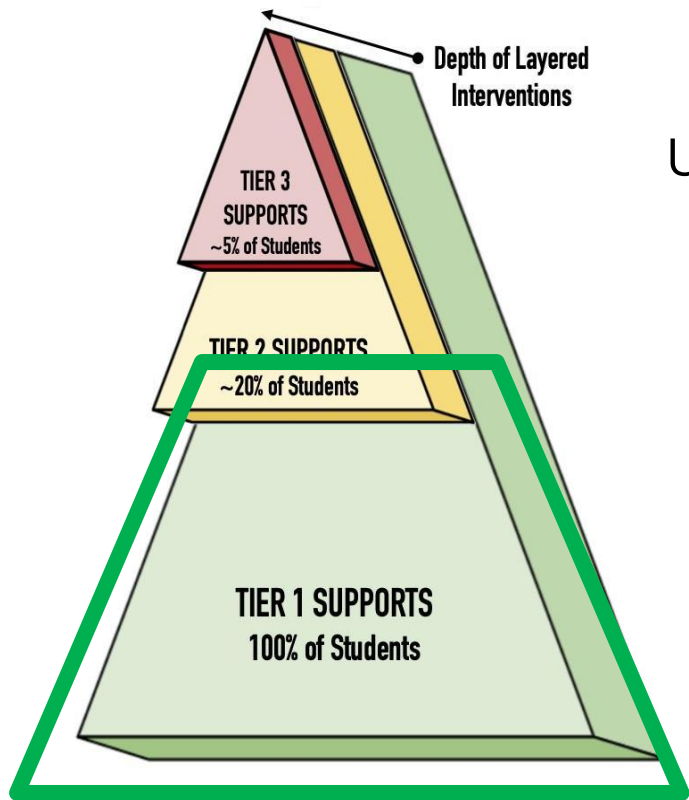 Depth of Layered
Interventions
U
TIER 3
SUPPORTS
~5% of Students
TIER 2 SUPPORTS
~20% of Students
TIER 1 SUPPORTS
100% of Students